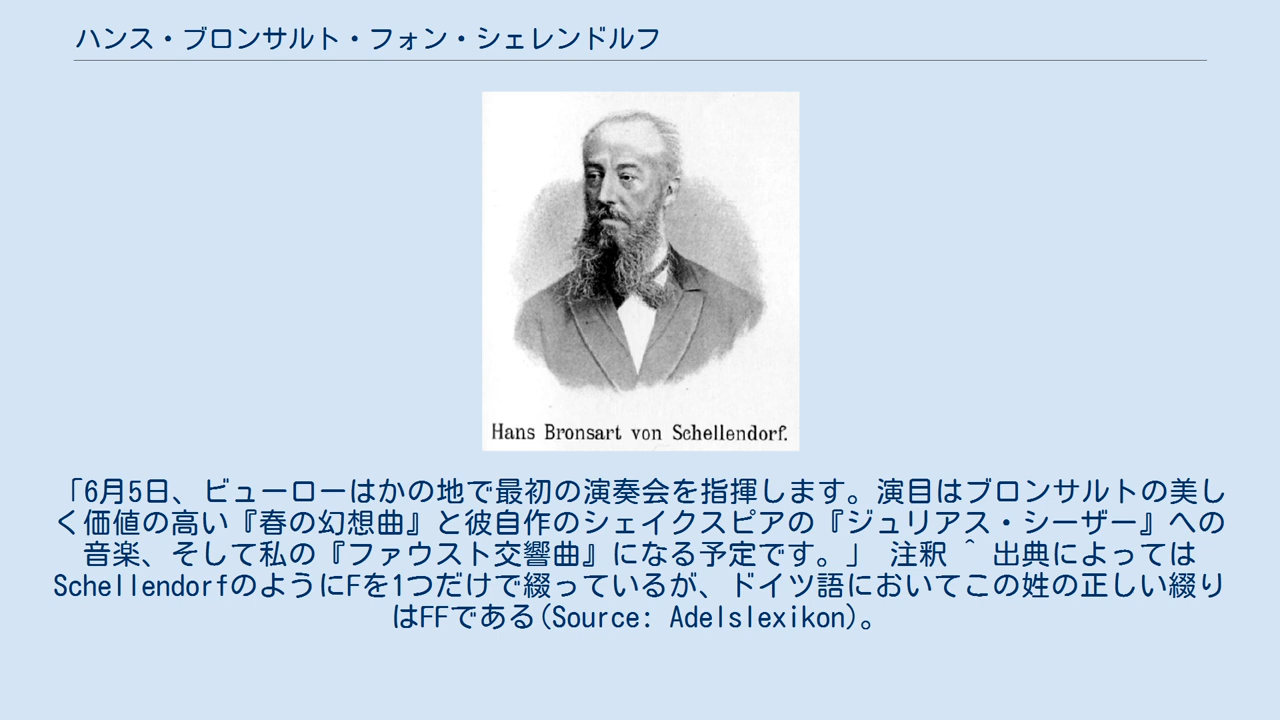 ハンス・ブロンサルト・フォン・シェレンドルフ
Hans Bronsart von Schellendorf.
「6月5日、ビューローはかの地で最初の演奏会を指揮します。演目はブロンサルトの美し
く価値の高い『春の幻想曲』と彼自作のシェイクスピアの『ジュリアス・シーザー』への
音楽、そして私の『ファウスト交響曲』になる予定です。」 注釈 ^ 出典によっては
SchellendorfのようにFを1つだけで綴っているが、ドイツ語においてこの姓の正しい綴り
はFFである(Source: Adelslexikon)。